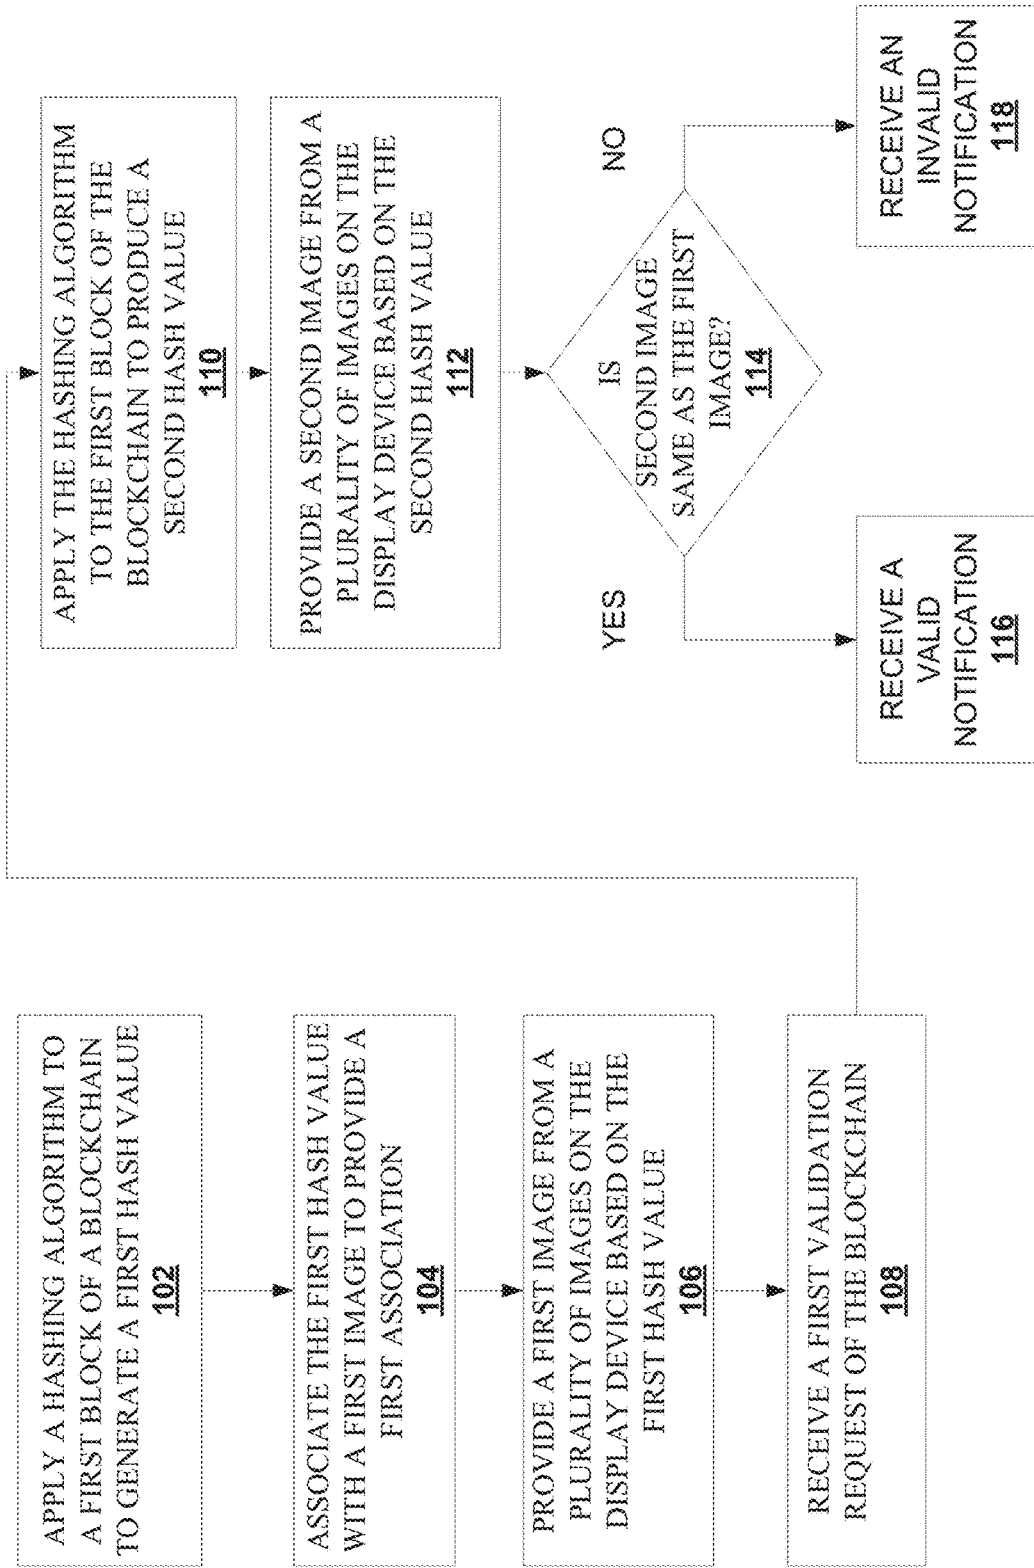 APPLY A HASHING ALGORITHM TO
A FIRST BLOCK OF A BLOCKCHAIN
TO GENERATE A FIRST HASH VALUE
102
ASSOCIATE THE FIRST HASH VALUE
WITH A FIRST IMAGE TO PROVIDE A
FIRST ASSOCIATION
104
PROVIDE A FIRST IMAGE FROM A
PLURALITY OF IMAGES ON THE
DISPLAY DEVICE BASED ON THE
FIRST HASH VALUE
106
RECEIVE A FIRST VALIDATION
REQUEST OF THE BLOCKCHAIN
108
APPLY THE HASHING ALGORITHM
TO THE FIRST BLOCK OF THE
BLOCKCHAIN TO PRODUCE A
SECOND HASH VALUE
110
PROVIDE A SECOND IMAGE FROM A
PLURALITY OF IMAGES ON THE
DISPLAY DEVICE BASED ON THE
SECOND HASH VALUE
112
IS
SECOND IMAGE
SAME AS THE FIRST
IMAGE?
114
YES
NO
RECEIVE A
VALID
NOTIFICATION
116
RECEIVE AN
INVALID
NOTIFICATION
118